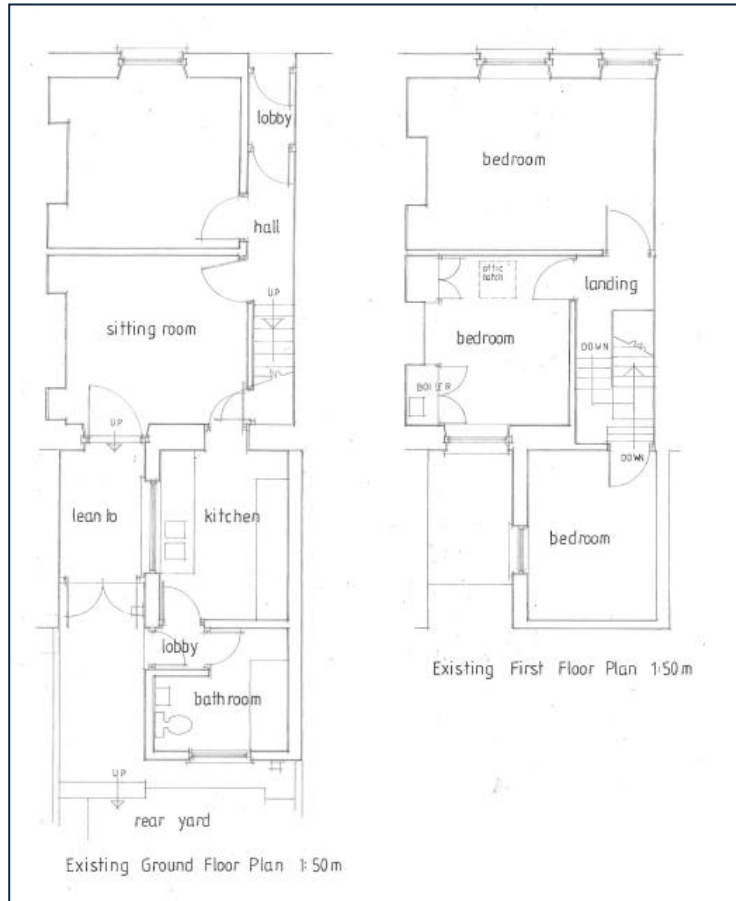 lobby
hall
UP
sitting room
UP
lean to
kitchen
lobby
bathroom
UP
rear yard
Existing Ground Floor Plan 1:50m
bedroom
attic
hatch
landing
bedroom
DOWN
BOILER
DOWN
bedroom
Existing First Floor Plan 1:50m